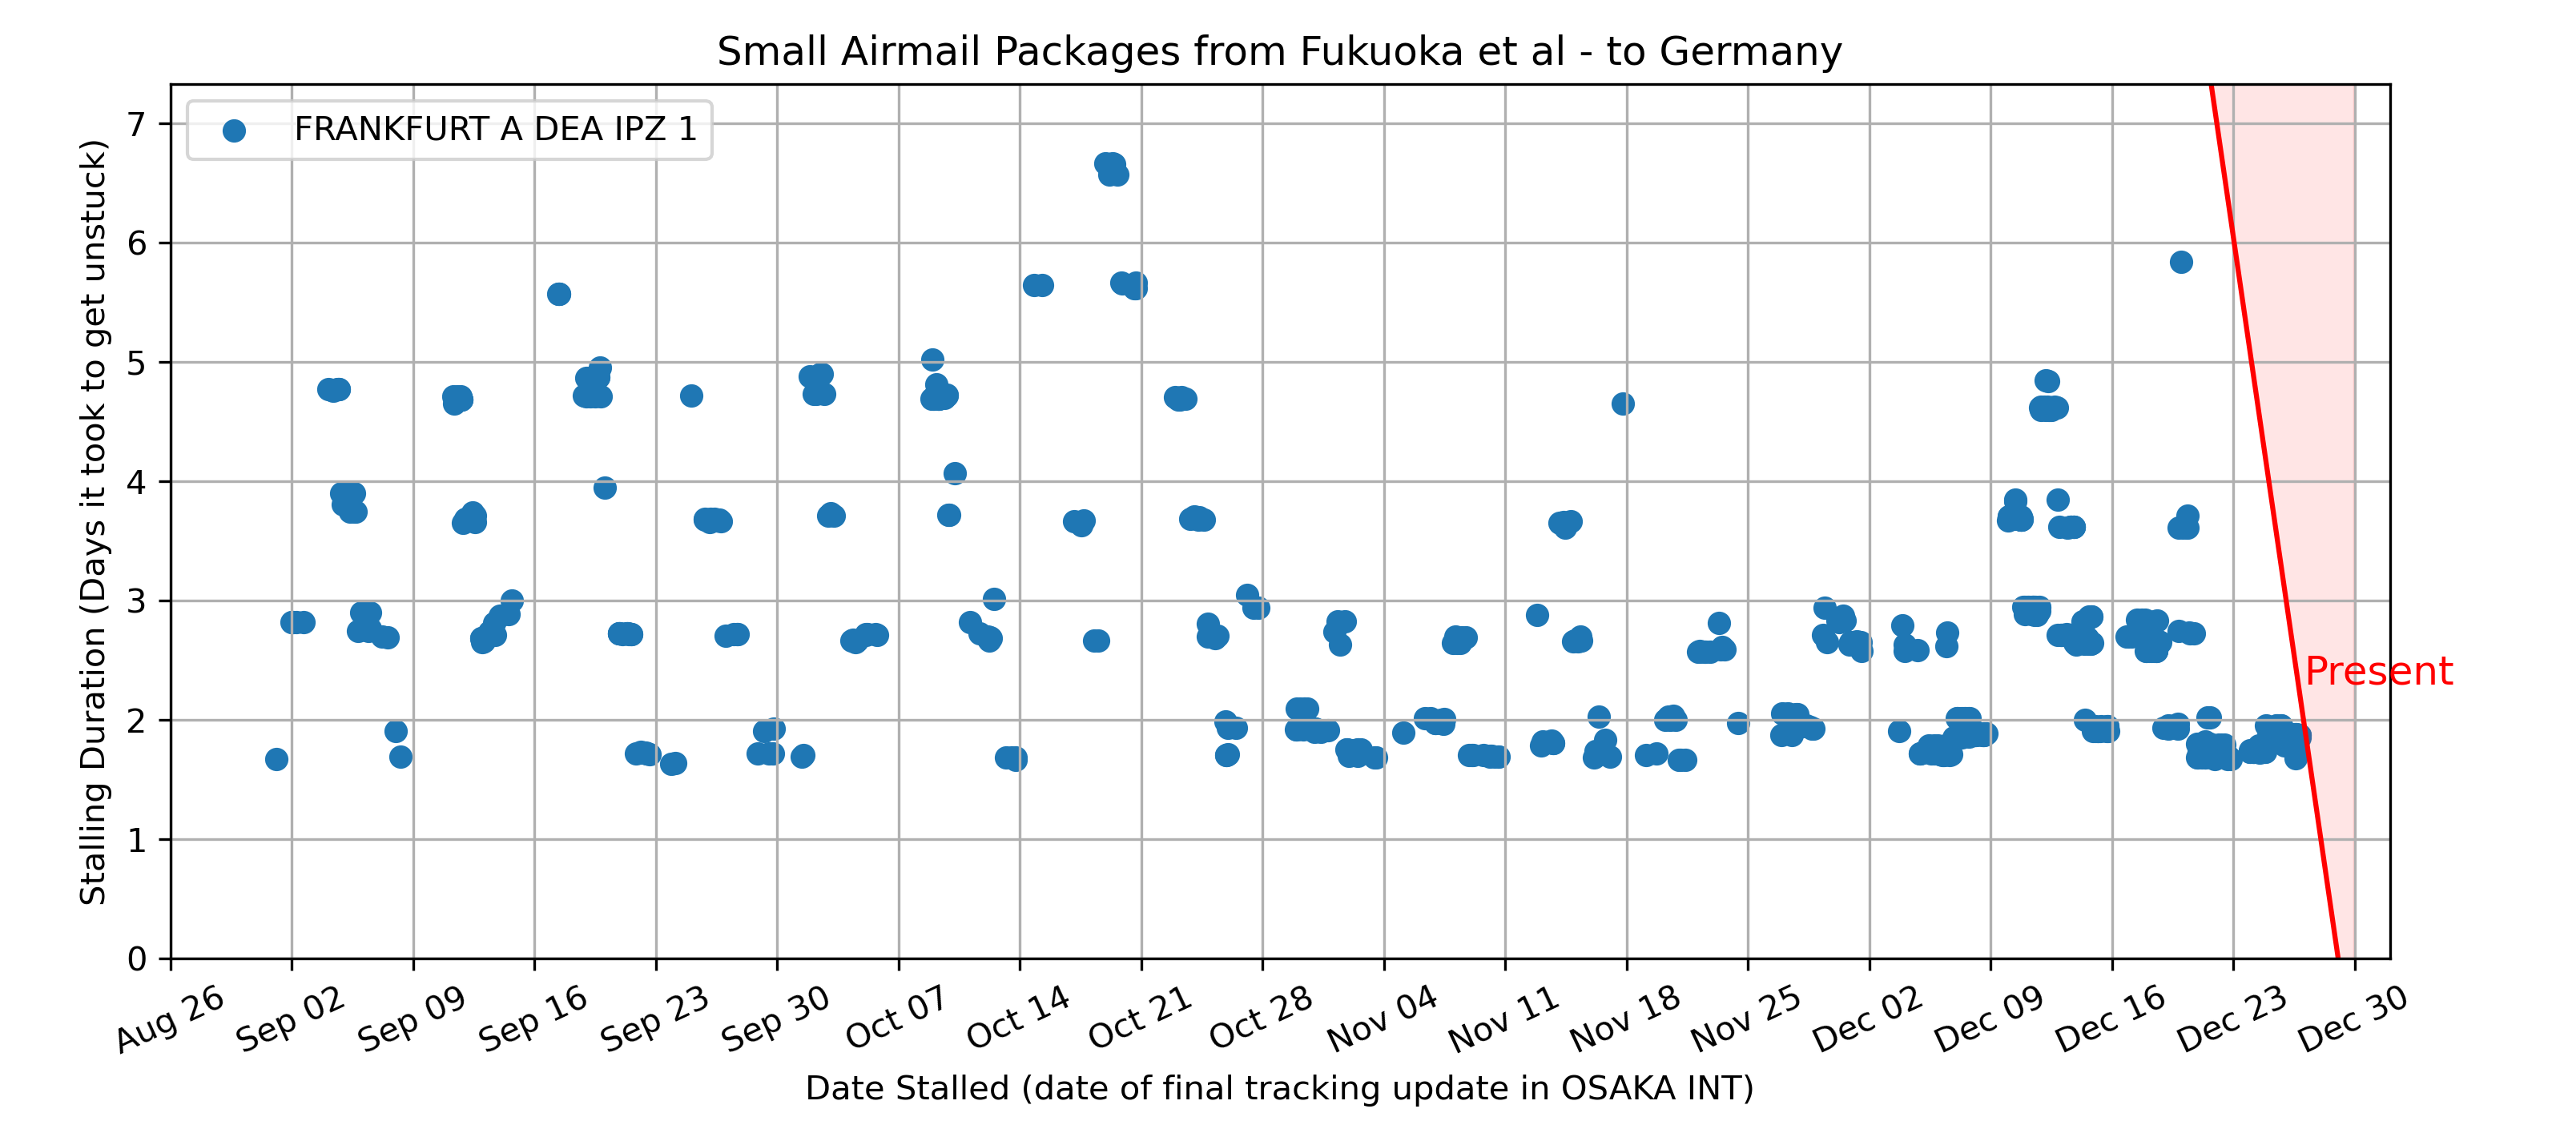 Small Airmail Packages from Fukuoka et al - to Germany
FRANKFURT A DEA IPZ 1
Stalling Duration (Days it took to get unstuck)
7
6
5
4
3
2
1
0
Present
Aug 26
Sep 02
Sep 09
Sep 16
Sep 23
Sep 30
Oct 07
Oct 14
Oct 21
Oct 28
Nov 04
Nov 11
Nov 18
Nov 25
Dec 02
Dec 09
Dec 16
Dec 23
Dec 30
Date Stalled (date of final tracking update in OSAKA INT)